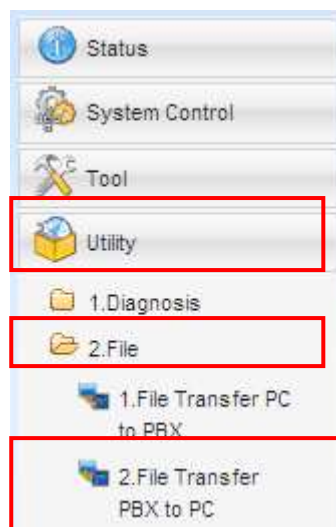 Status
System Control
Tool
Utility
1.Diagnosis
2.File
1.File Transfer PC
to PBX
2.File Transfer
PBX to PC